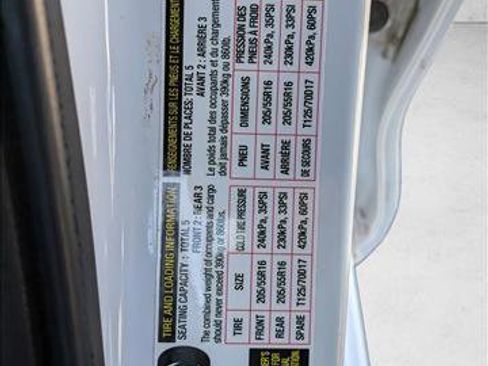 TIRE AND LOADING INFORMATION
SEATING CAPACITY : TOTAL 5
FRONT 2 : REAR 3
The combined weight of occupants and cargo
should never exceed 390kg or 860lbs.
TIRE SIZE COLD TIRE PRESSURE
FRONT 205/55R16 240kPa, 35PSI
REAR 205/55R16 230kPa, 33PSI
SPARE T125/70D17 420kPa, 60PSI
RENSEIGNEMENTS SUR LES PNEUS ET LE CHARGEMENT
NOMBRE DE PLACES: TOTAL 5
AVANT 2 : ARRIÈRE 3
Le poids total des occupants et du chargement
doit jamais dépasser 390kg ou 860lb.
PNEU DIMENSIONS PRESSION DES
PNEUS À FROID
AVANT 205/55R16 240kPa, 35PSI
ARRIÈRE 205/55R16 230kPa, 33PSI
DE SECOURS T125/70D17 420kPa, 60PSI